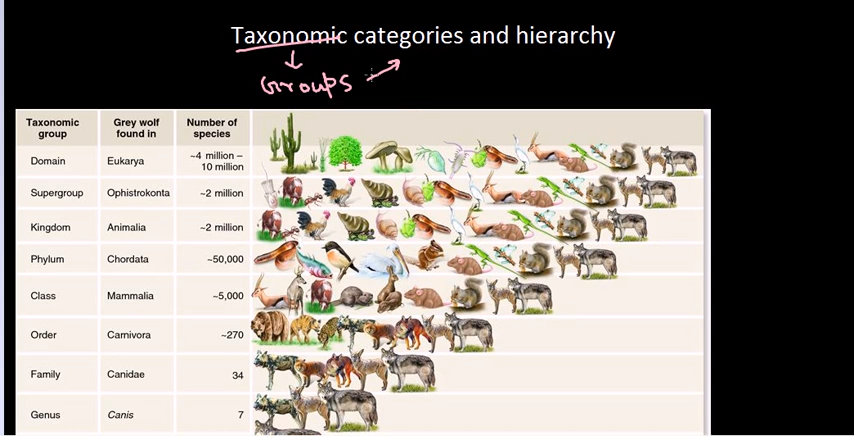 Taxonomic categories and hierarchy
Groups
Taxonomic group Grey wolf found in Number of species
Domain Eukarya ~4 million – 10 million
Supergroup Ophistrokonta ~2 million
Kingdom Animalia ~2 million
Phylum Chordata ~50,000
Class Mammalia ~5,000
Order Carnivora ~270
Family Canidae 34
Genus Canis 7